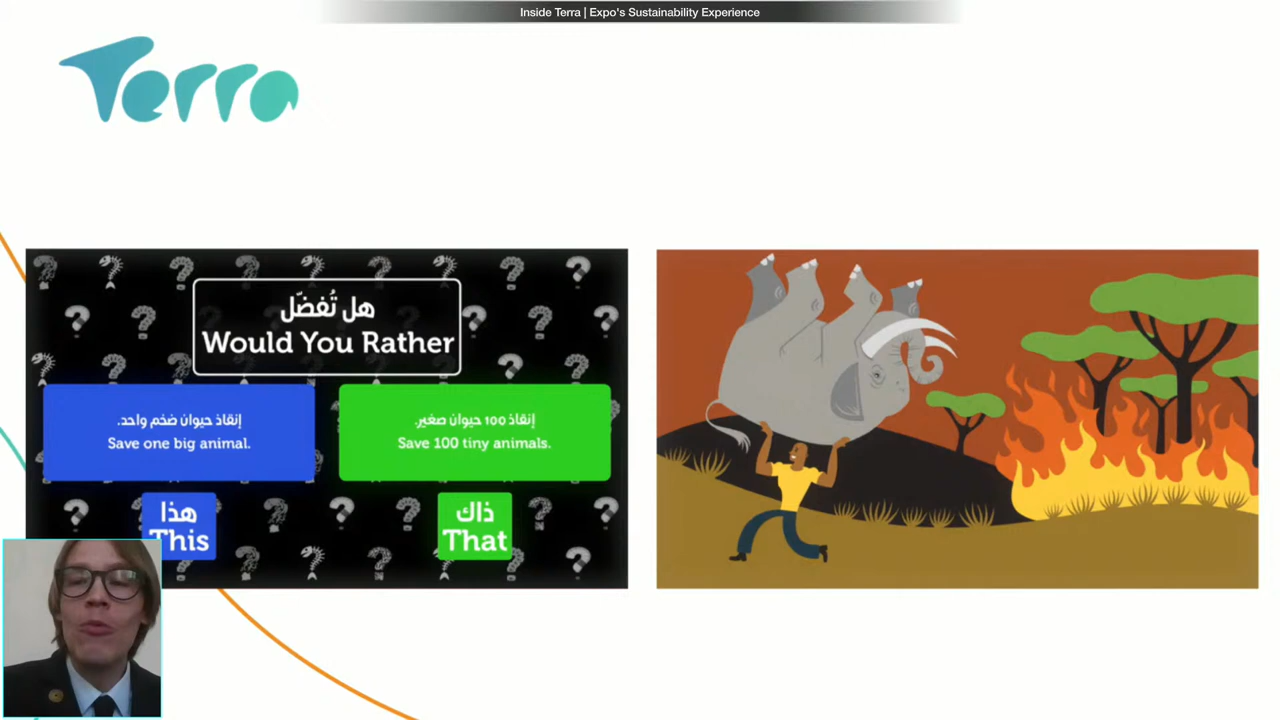 Inside Terra | Expo's Sustainability Experience
Terra
هل تُفضّل
Would You Rather
إنقاذ حيوان ضخم واحد.
Save one big animal.
إنقاذ 100 حيوان صغير.
Save 100 tiny animals.
هذا
This
ذاك
That